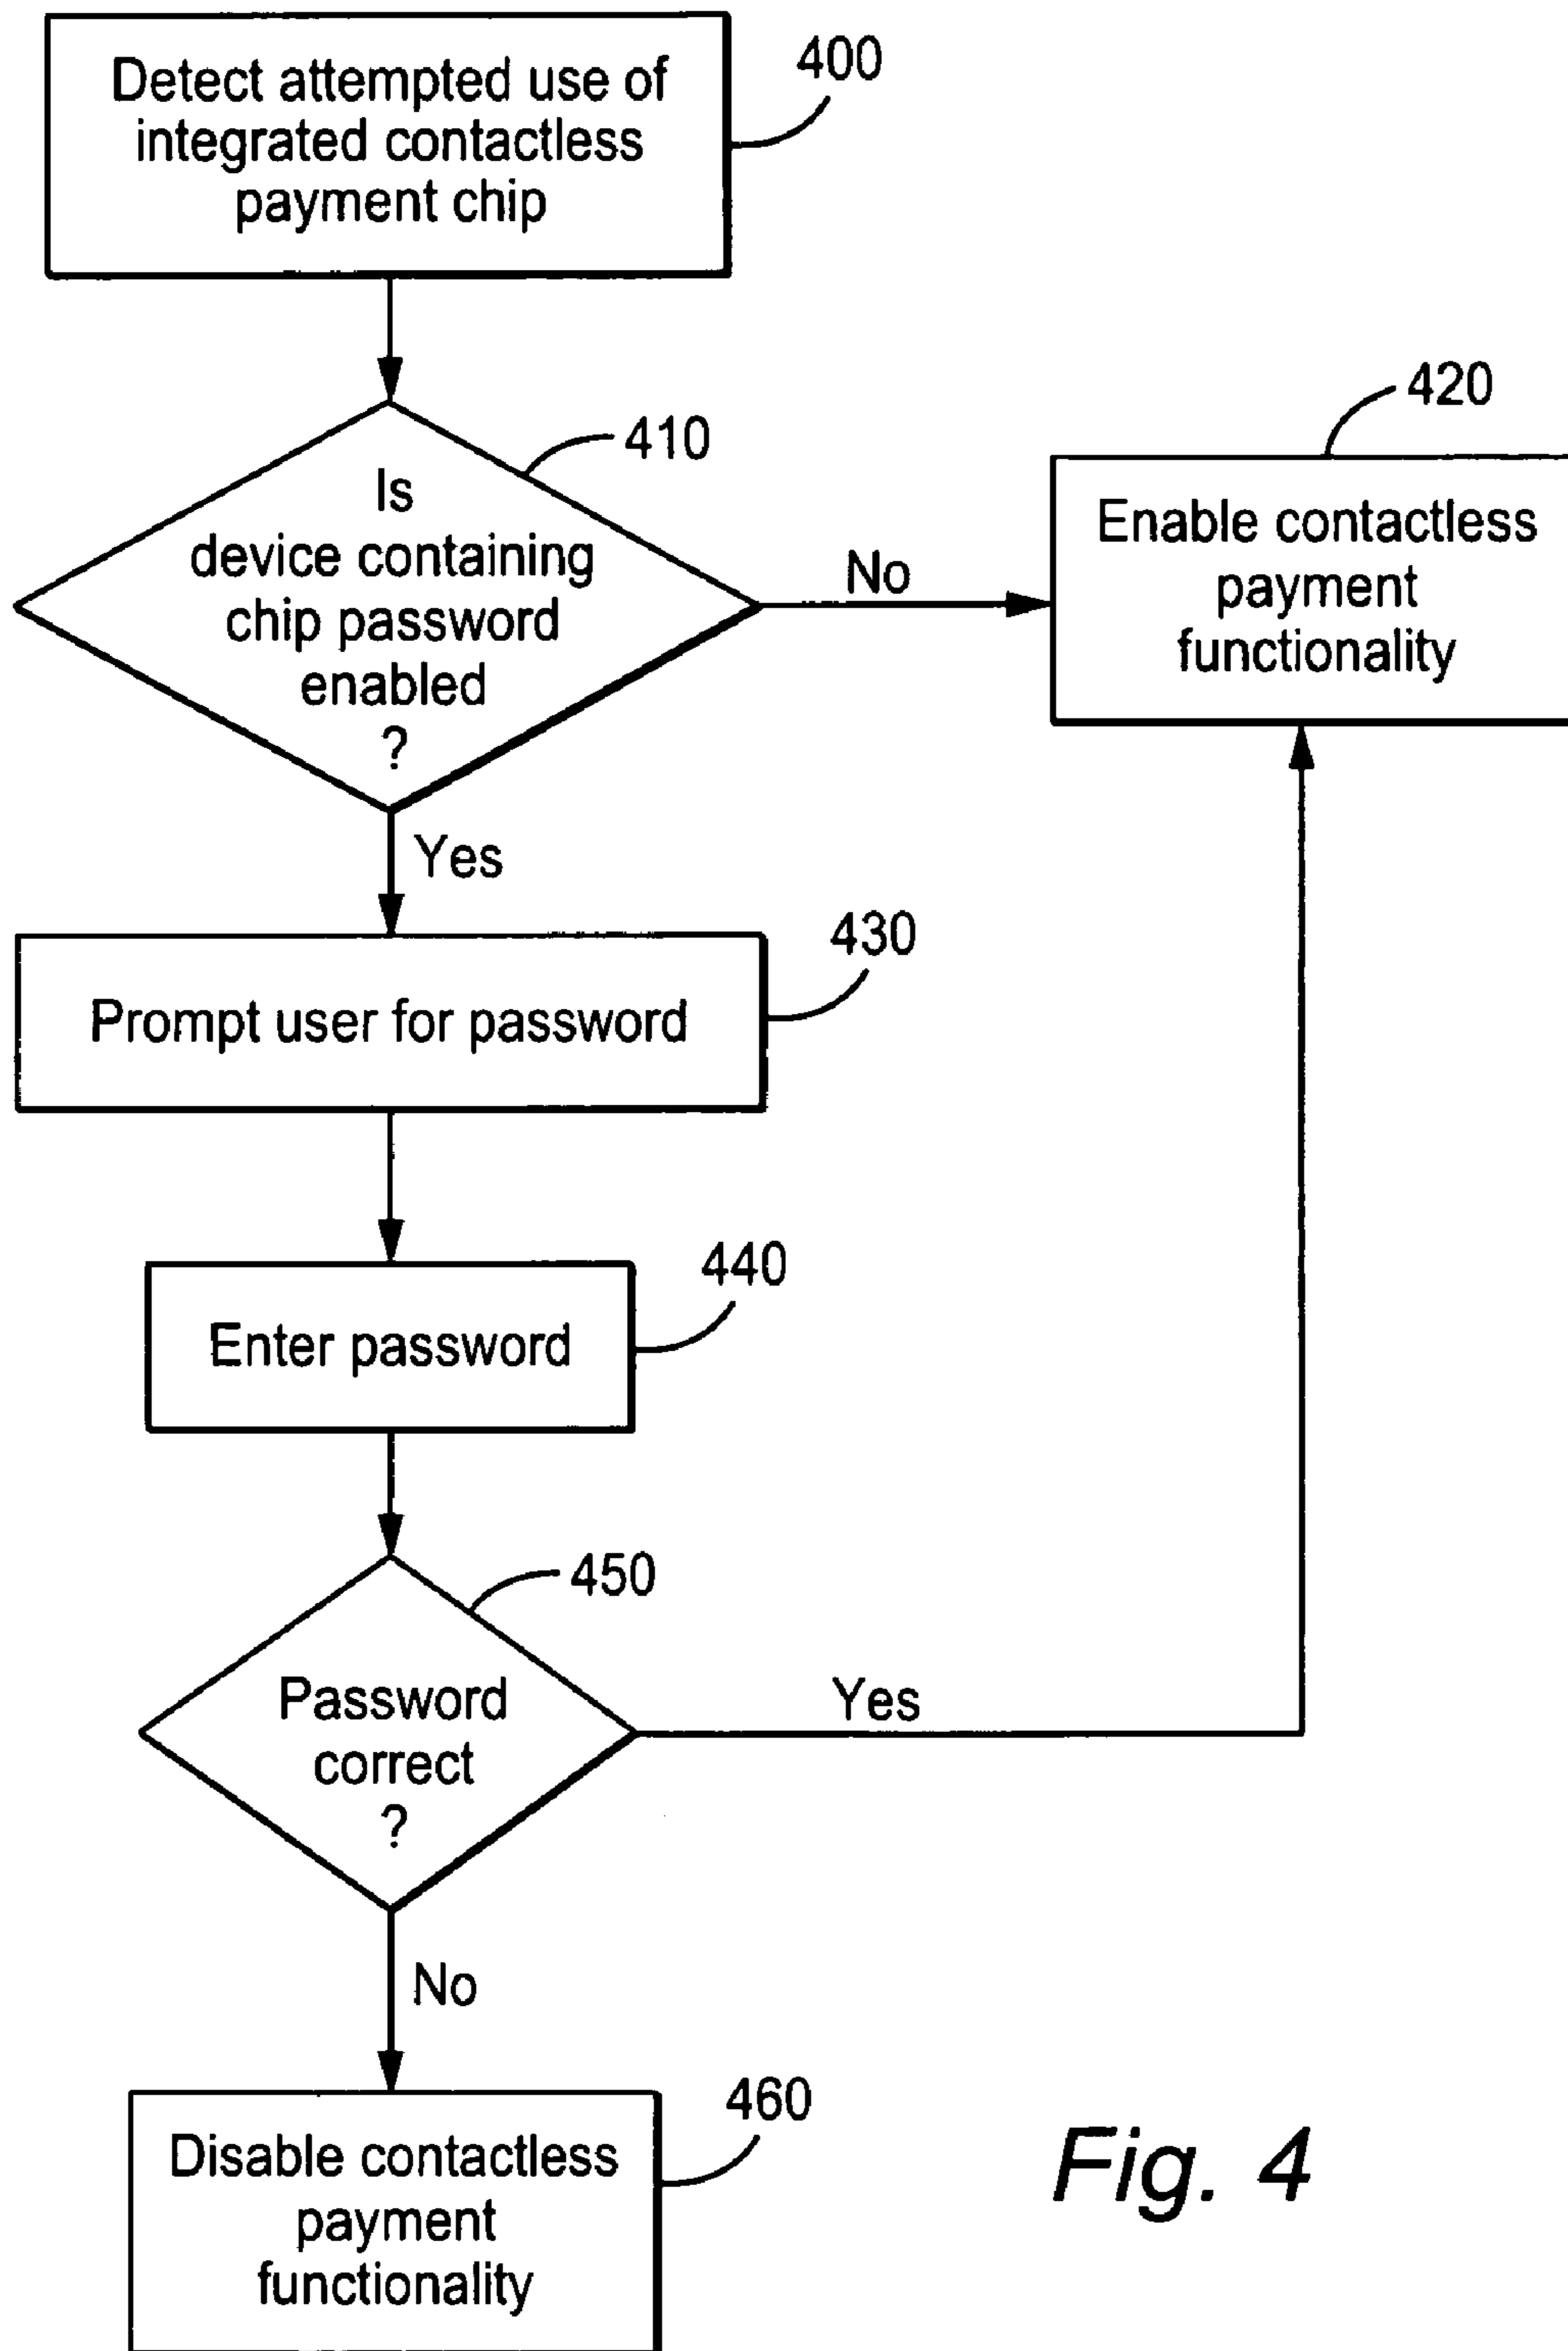 Detect attempted use of
integrated contactless
payment chip
400
Is
device containing
chip password
enabled
?
410
No
420
Enable contactless
payment
functionality
Yes
430
Prompt user for password
440
Enter password
450
Password
correct
?
Yes
No
460
Disable contactless
payment
functionality
Fig. 4